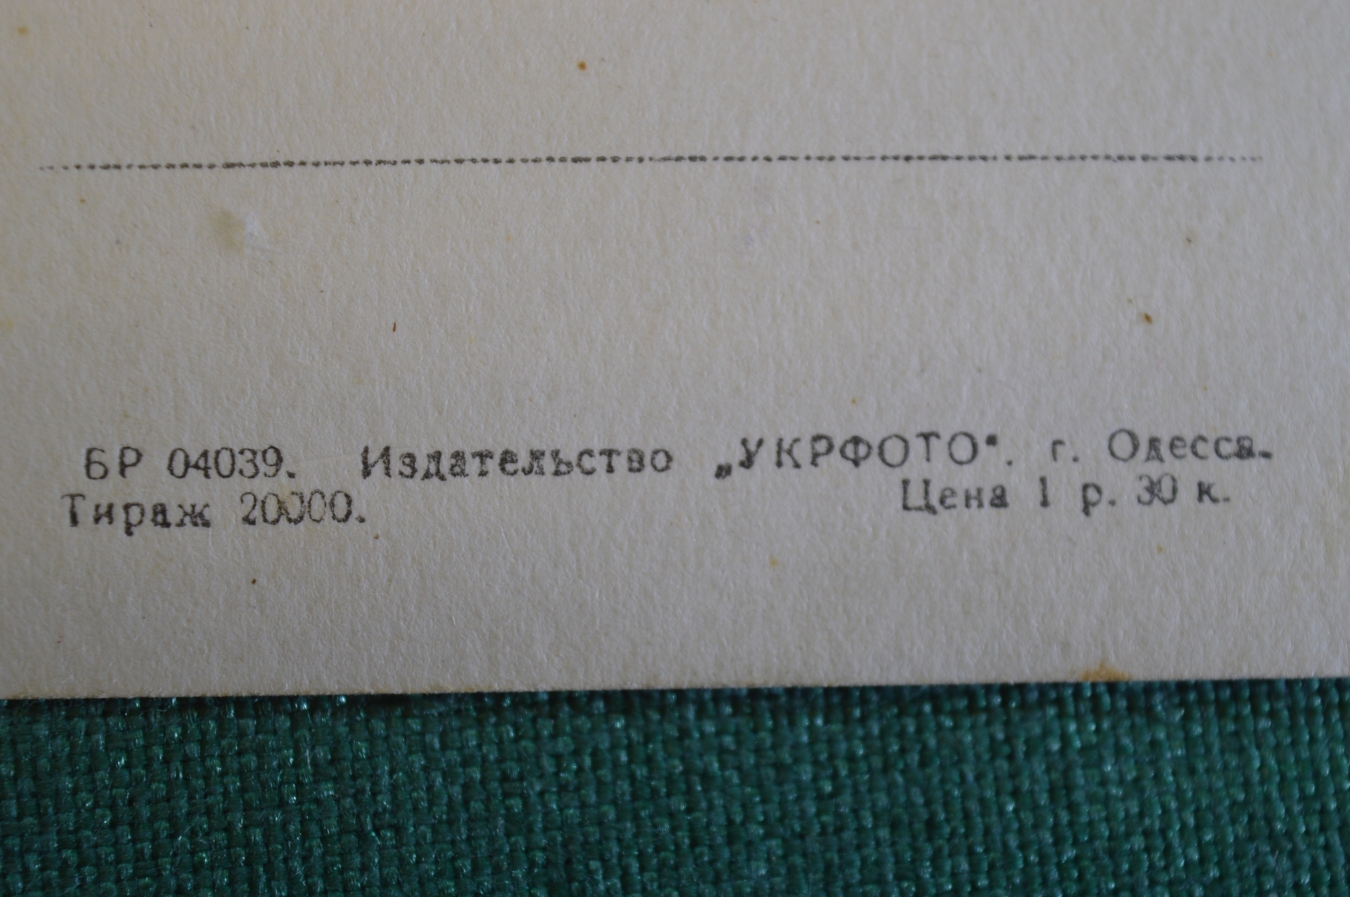 БР 04039. Издательство „УКРФОТО“. г. Одесса.
Тираж 20000. Цена 1 р. 30 к.